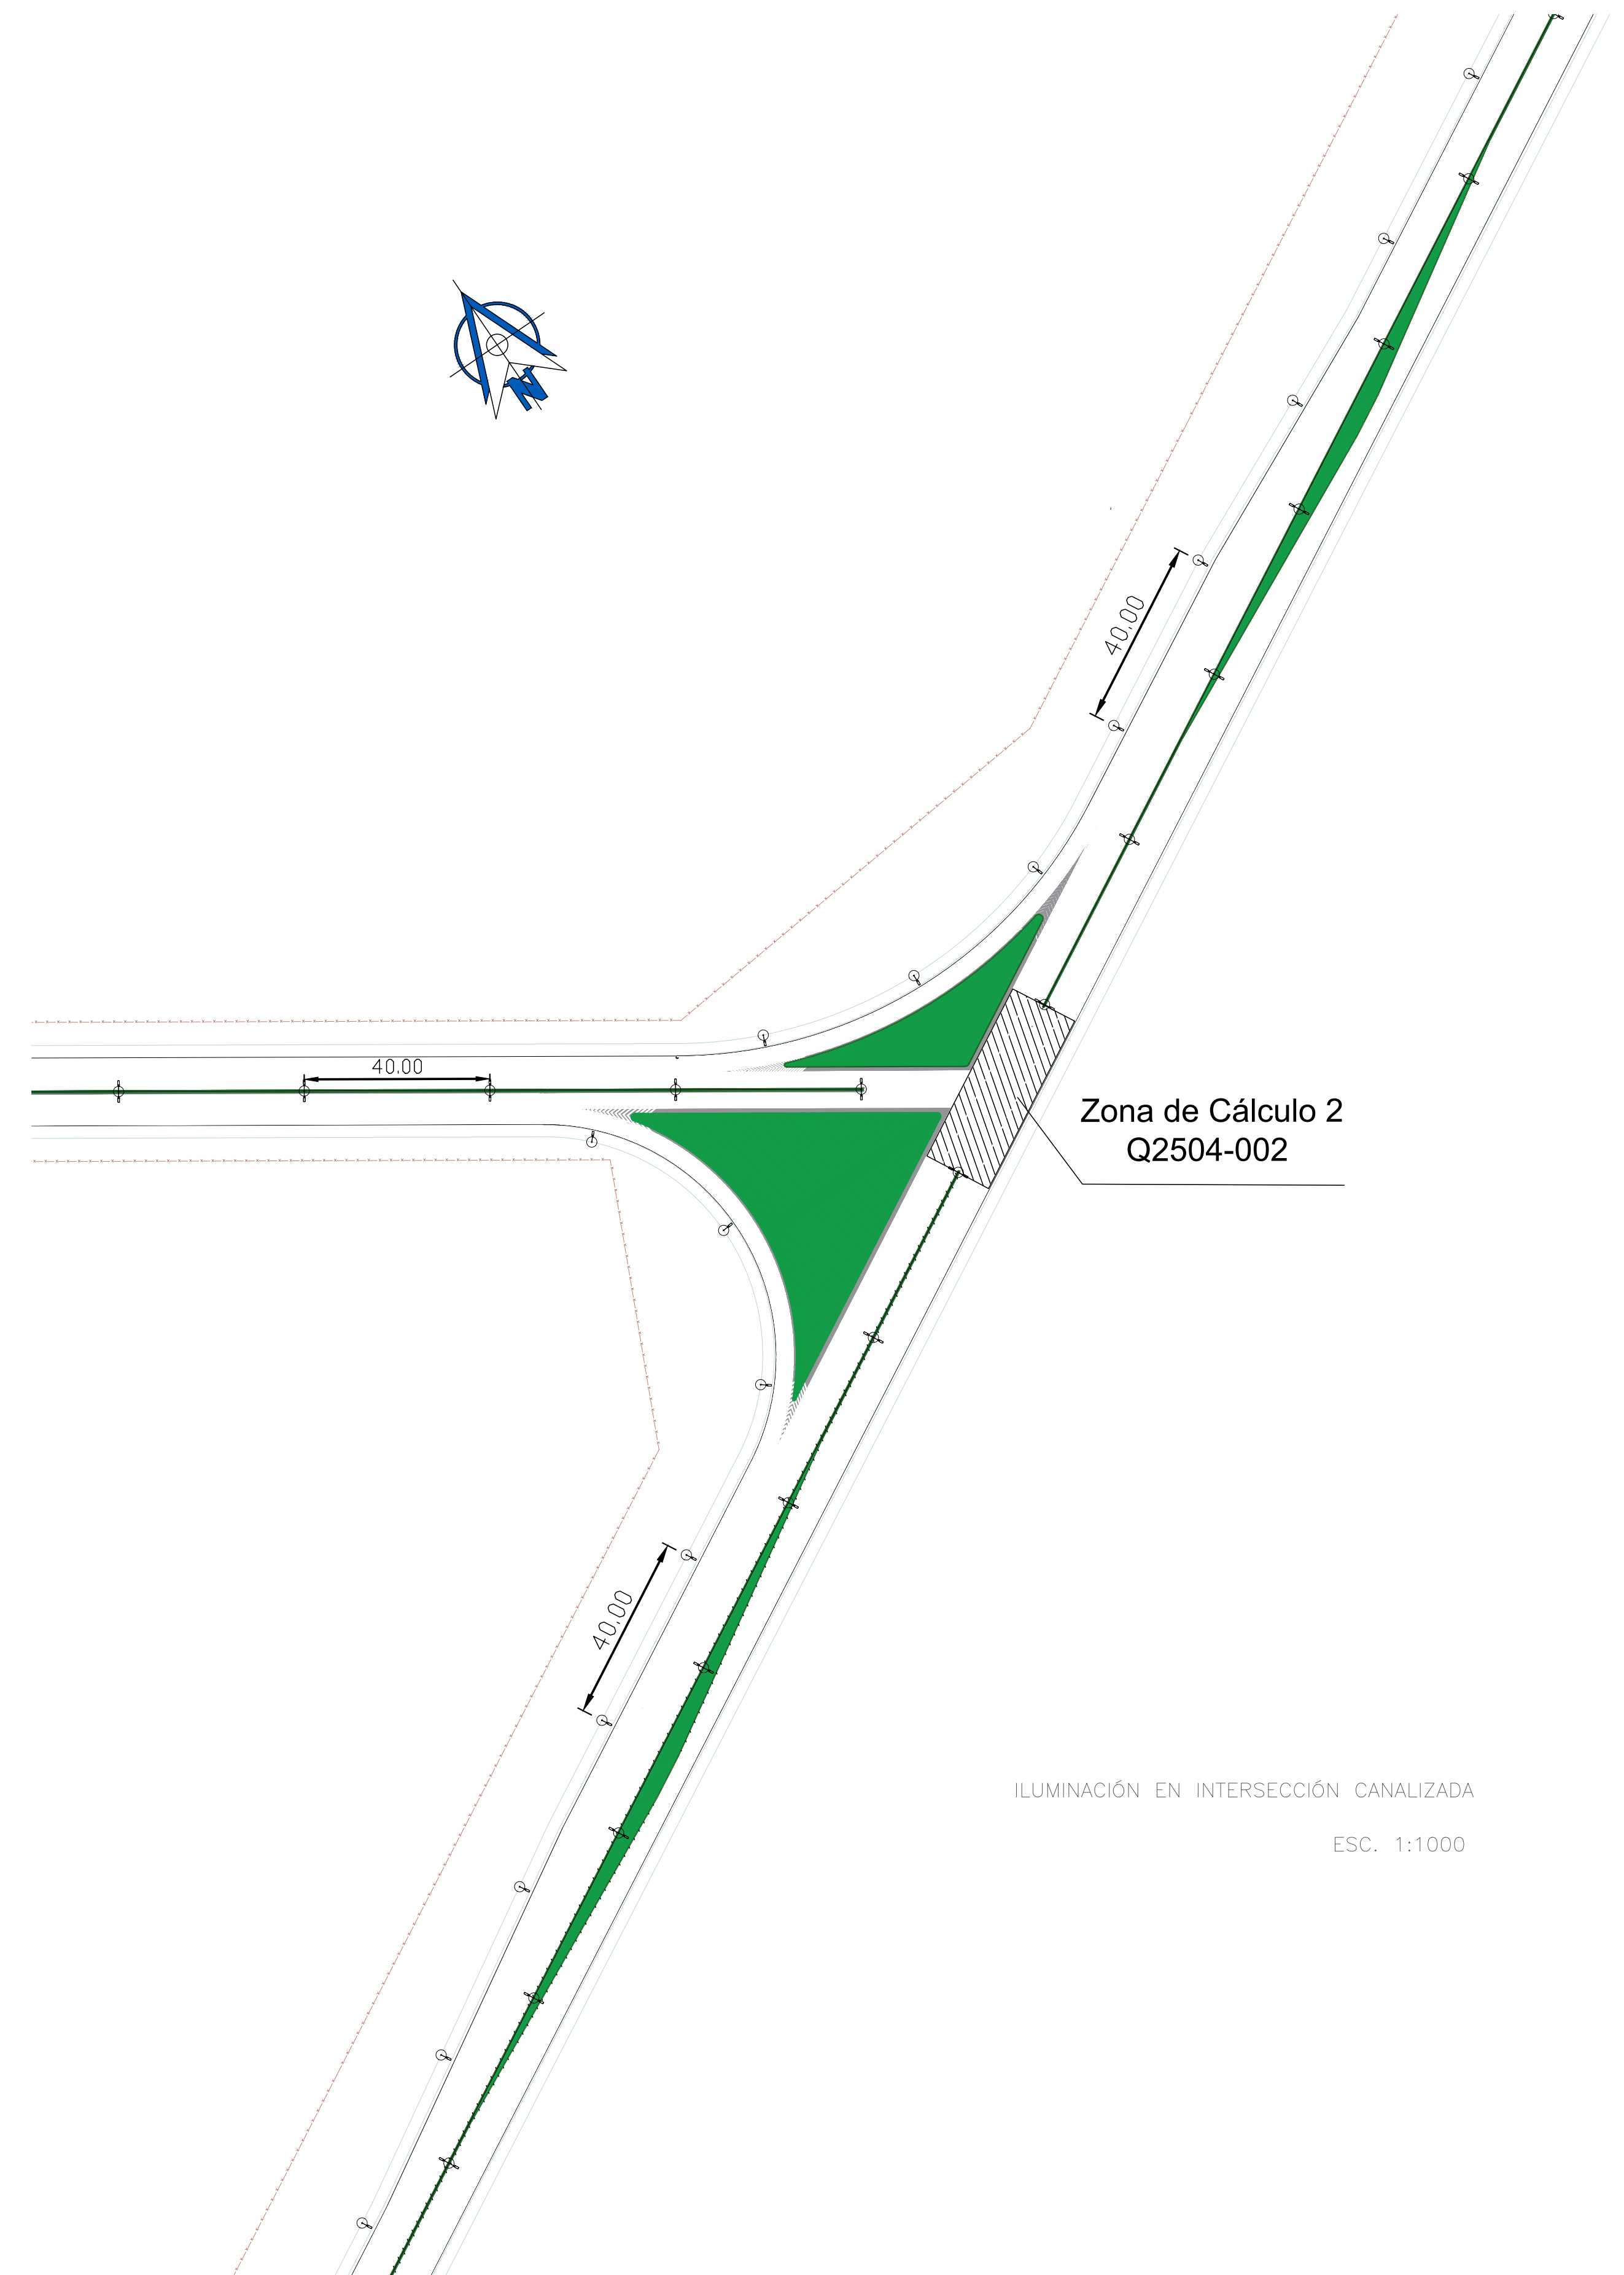 N
40.00
40.00
Zona de Cálculo 2
Q2504-002
40.00
ILUMINACIÓN EN INTERSECCIÓN CANALIZADA
ESC. 1:1000